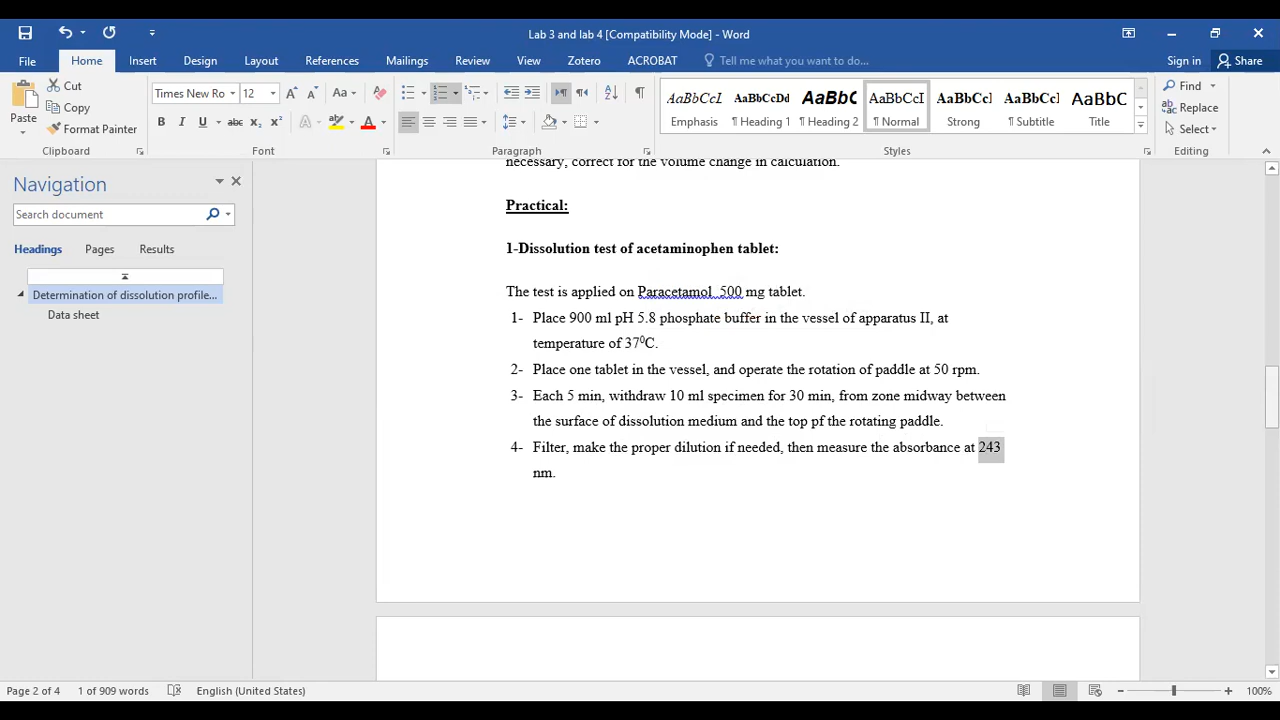 Lab 3 and lab 4 [Compatibility Mode] - Word
File Home Insert Design Layout References Mailings Review View Zotero ACROBAT Tell me what you want to do... Sign in Share
Paste
Cut
Copy
Format Painter
Clipboard
Times New Ro 12
Font
Paragraph
AaBbCcI AaBbCcDd AaBbC AaBbCcI AaBbCcI AaBbCcI AaBbC
Emphasis ¶ Heading 1 ¶ Heading 2 ¶ Normal Strong ¶ Subtitle Title
Styles
Find
Replace
Select
Editing
Navigation
Search document
Headings Pages Results
Determination of dissolution profile...
Data sheet
necessary, correct for the volume change in calculation.
Practical:
1-Dissolution test of acetaminophen tablet:
The test is applied on Paracetamol 500 mg tablet.
1- Place 900 ml pH 5.8 phosphate buffer in the vessel of apparatus II, at
temperature of 37⁰C.
2- Place one tablet in the vessel, and operate the rotation of paddle at 50 rpm.
3- Each 5 min, withdraw 10 ml specimen for 30 min, from zone midway between
the surface of dissolution medium and the top pf the rotating paddle.
4- Filter, make the proper dilution if needed, then measure the absorbance at 243
nm.
Page 2 of 4 1 of 909 words English (United States) 100%